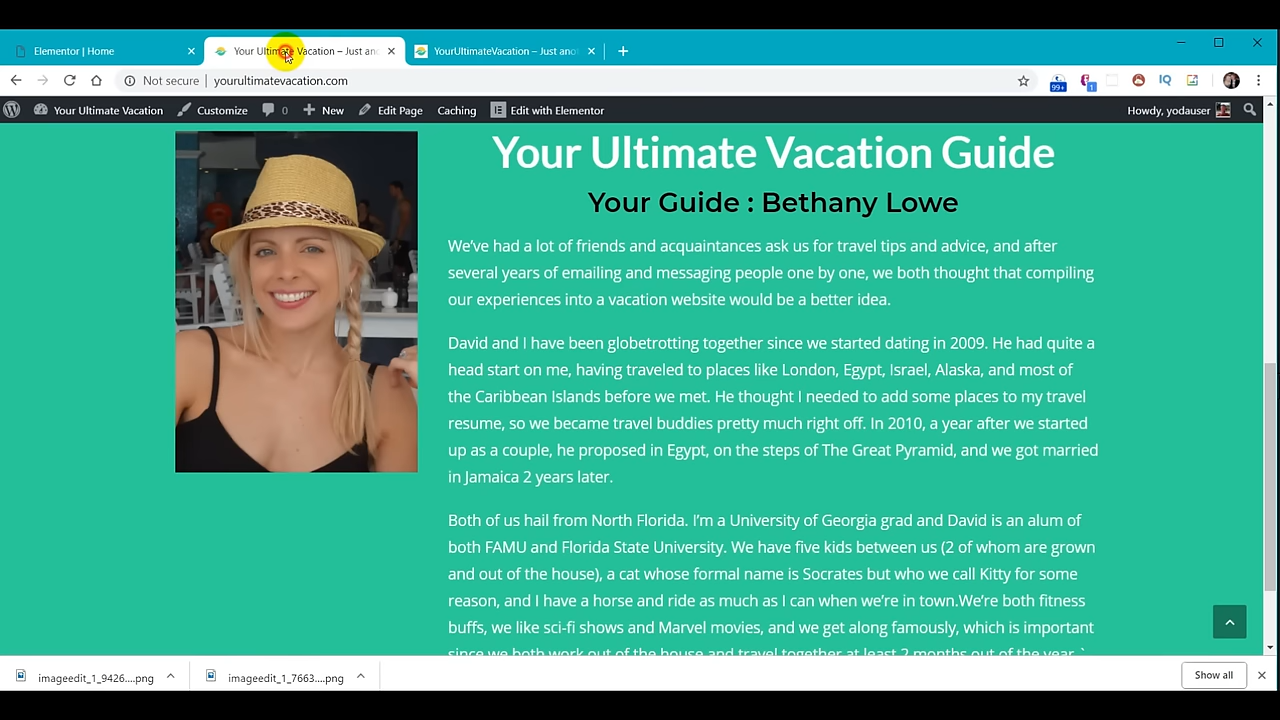 Elementor | Home
Your Ultimate Vacation – Just an
YourUltimateVacation – Just ano
Not secure
yourultimatevacation.com
99+
1
IQ
Your Ultimate Vacation
Customize
0
New
Edit Page
Caching
Edit with Elementor
Howdy, yodauser
Your Ultimate Vacation Guide
Your Guide : Bethany Lowe
We’ve had a lot of friends and acquaintances ask us for travel tips and advice, and after
several years of emailing and messaging people one by one, we both thought that compiling
our experiences into a vacation website would be a better idea.
David and I have been globetrotting together since we started dating in 2009. He had quite a
head start on me, having traveled to places like London, Egypt, Israel, Alaska, and most of
the Caribbean Islands before we met. He thought I needed to add some places to my travel
resume, so we became travel buddies pretty much right off. In 2010, a year after we started
up as a couple, he proposed in Egypt, on the steps of The Great Pyramid, and we got married
in Jamaica 2 years later.
Both of us hail from North Florida. I’m a University of Georgia grad and David is an alum of
both FAMU and Florida State University. We have five kids between us (2 of whom are grown
and out of the house), a cat whose formal name is Socrates but who we call Kitty for some
reason, and I have a horse and ride as much as I can when we’re in town.We’re both fitness
buffs, we like sci-fi shows and Marvel movies, and we get along famously, which is important
since we both work out of the house and travel together at least 2 months out of the year.`
imageedit_1_9426....png
imageedit_1_7663....png
Show all